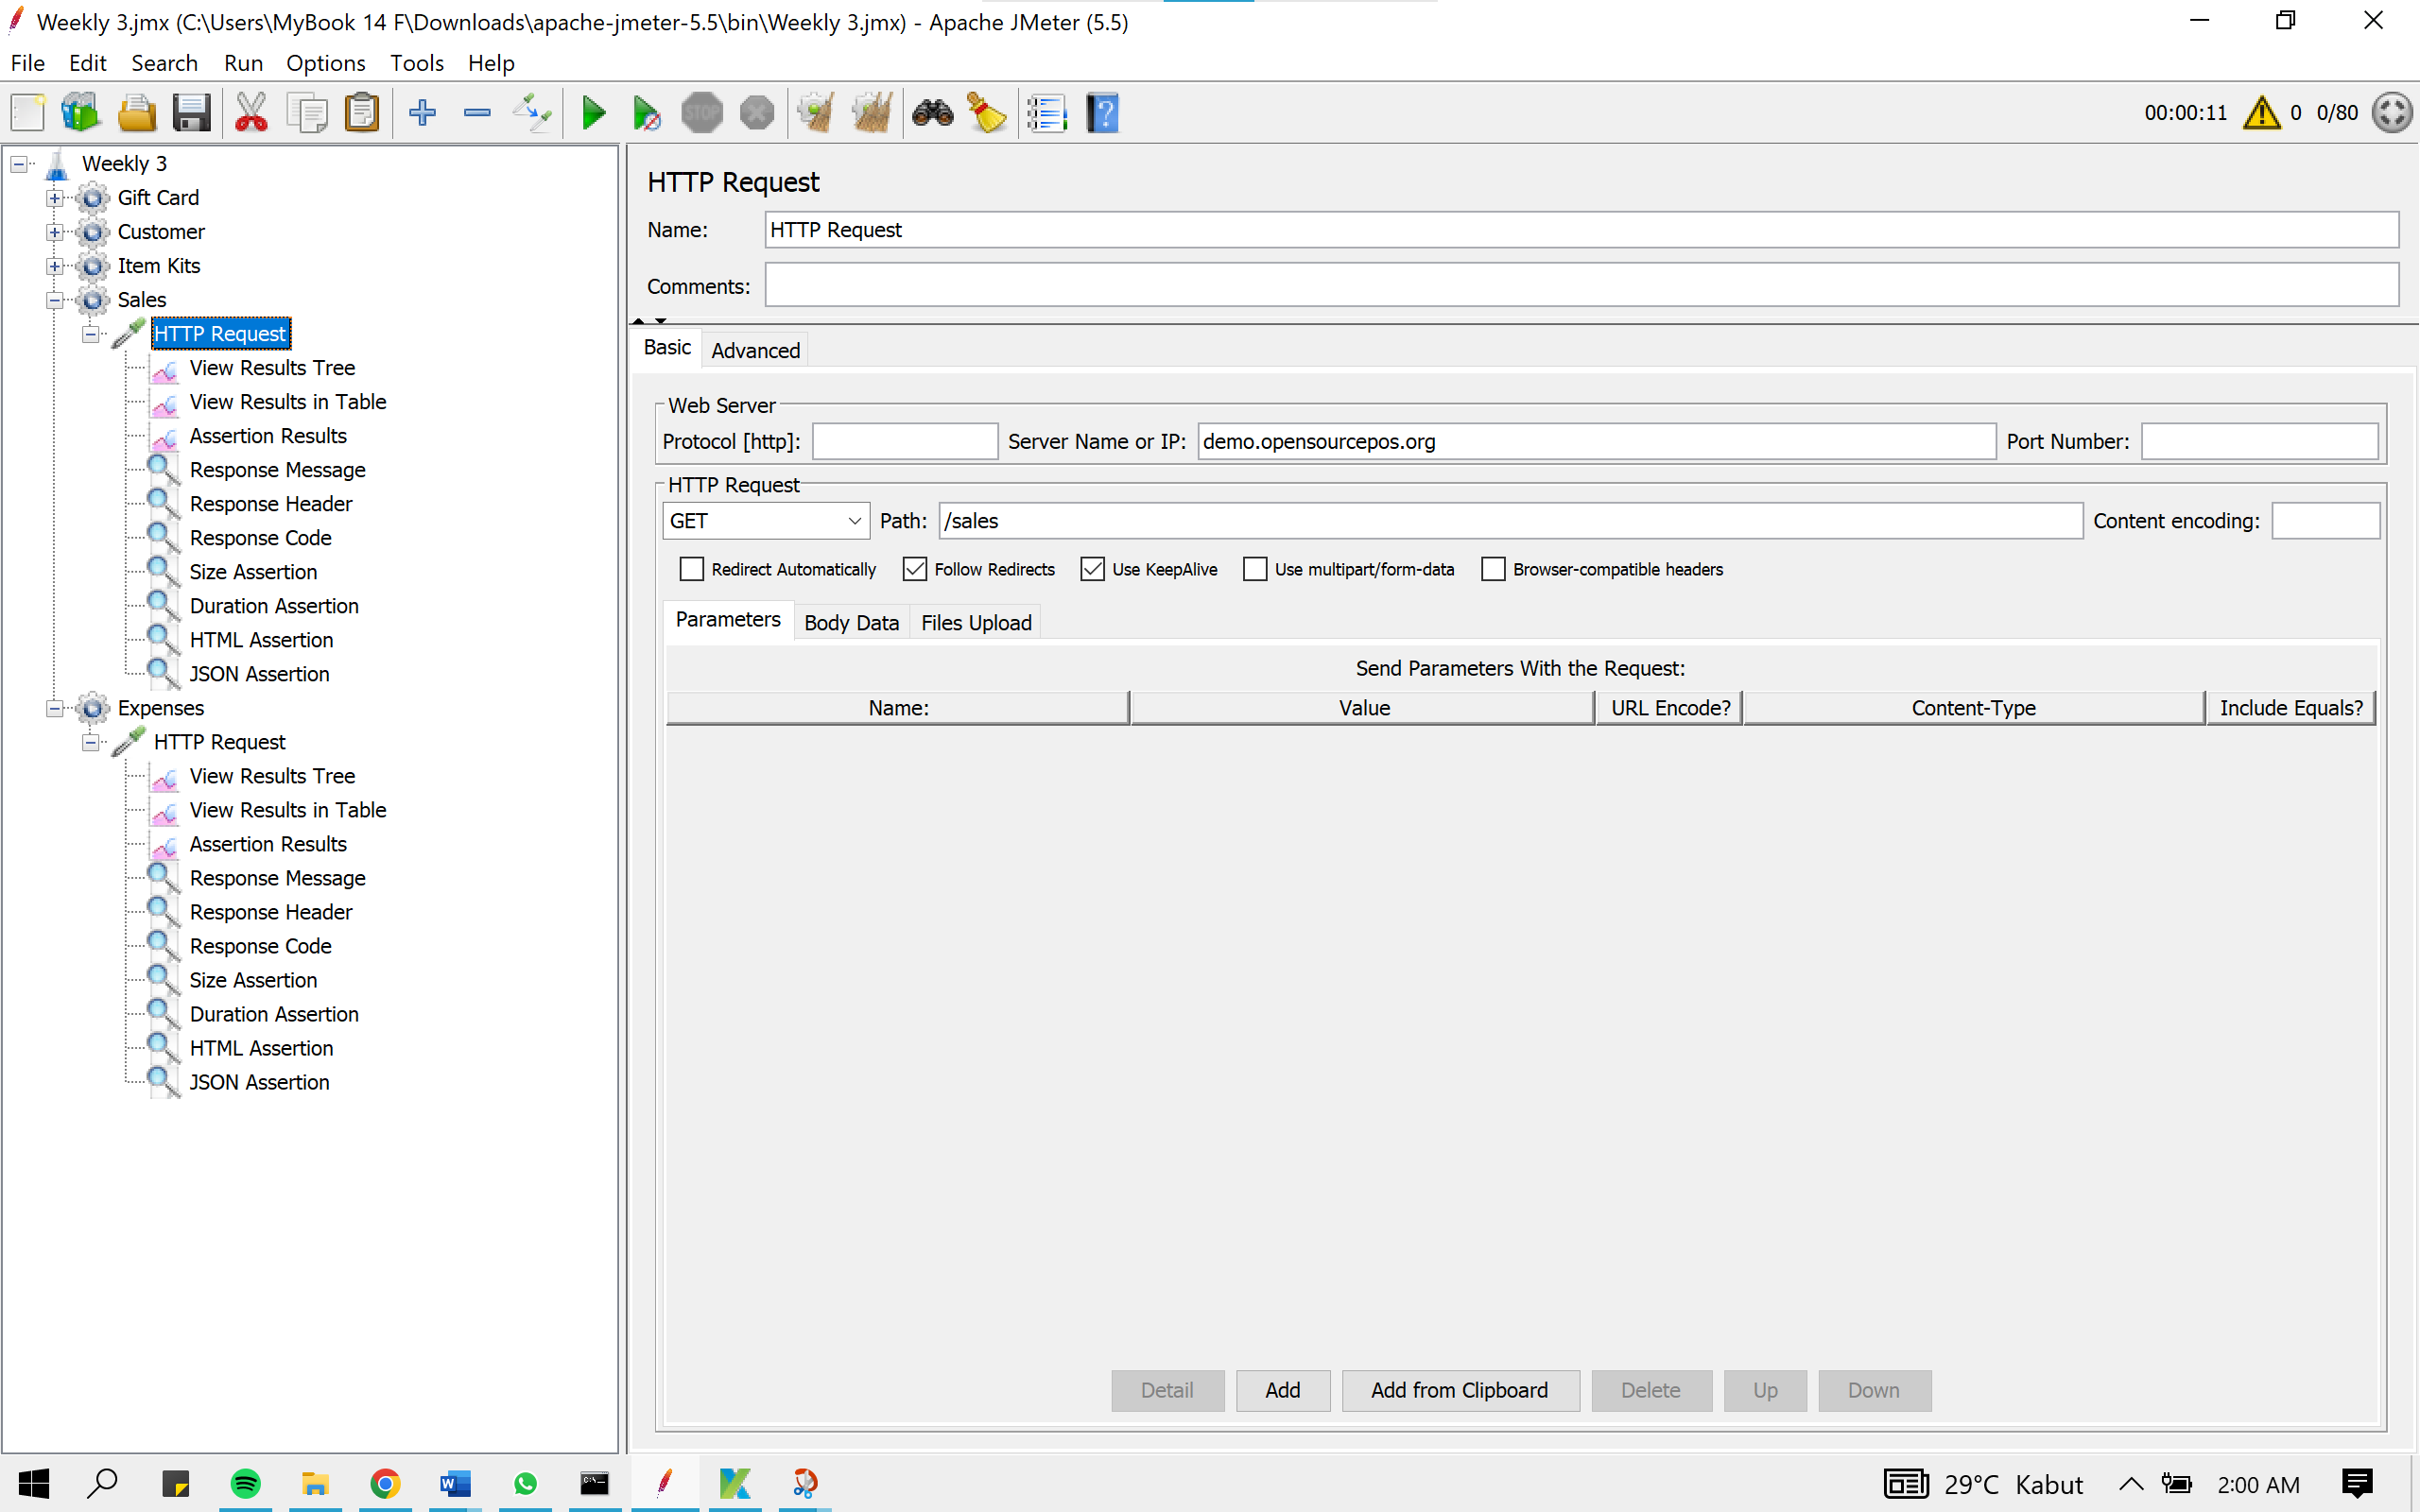 Weekly 3.jmx (C:\Users\MyBook 14 F\Downloads\apache-jmeter-5.5\bin\Weekly 3.jmx) - Apache JMeter (5.5)
File Edit Search Run Options Tools Help
STOP
00:00:11 0 0/80
Weekly 3
Gift Card
Customer
Item Kits
Sales
HTTP Request
View Results Tree
View Results in Table
Assertion Results
Response Message
Response Header
Response Code
Size Assertion
Duration Assertion
HTML Assertion
JSON Assertion
Expenses
HTTP Request
View Results Tree
View Results in Table
Assertion Results
Response Message
Response Header
Response Code
Size Assertion
Duration Assertion
HTML Assertion
JSON Assertion
HTTP Request
Name: HTTP Request
Comments:
Basic Advanced
Web Server
Protocol [http]: Server Name or IP: demo.opensourcepos.org Port Number:
HTTP Request
GET Path: /sales Content encoding:
Redirect Automatically Follow Redirects Use KeepAlive Use multipart/form-data Browser-compatible headers
Parameters Body Data Files Upload
Send Parameters With the Request:
Name: Value URL Encode? Content-Type Include Equals?
Detail Add Add from Clipboard Delete Up Down
29°C Kabut 2:00 AM